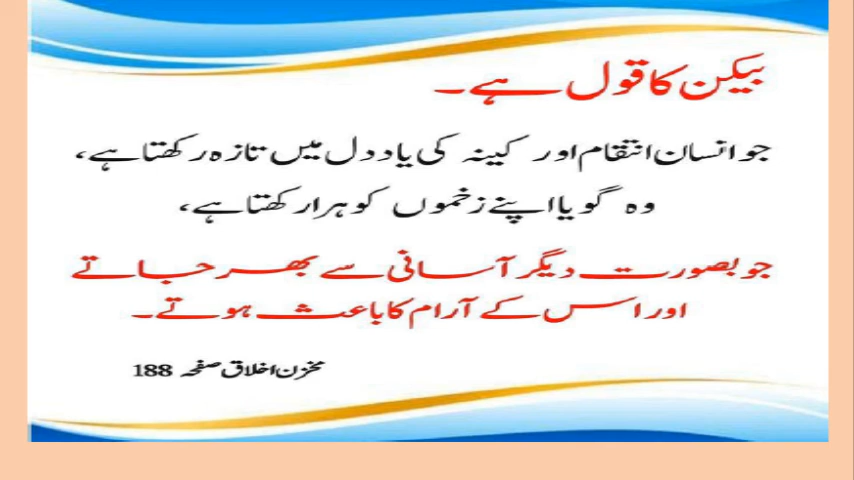 بیکن کا قول ہے۔
جو انسان انتقام اور کینہ کی یاد دل میں تازہ رکھتا ہے،
وہ گویا اپنے زخموں کو ہرا رکھتا ہے،
جو بصورت دیگر آسانی سے بھر جاتے
اور اس کے آرام کا باعث ہوتے۔
مخزن اخلاق صفحہ 188